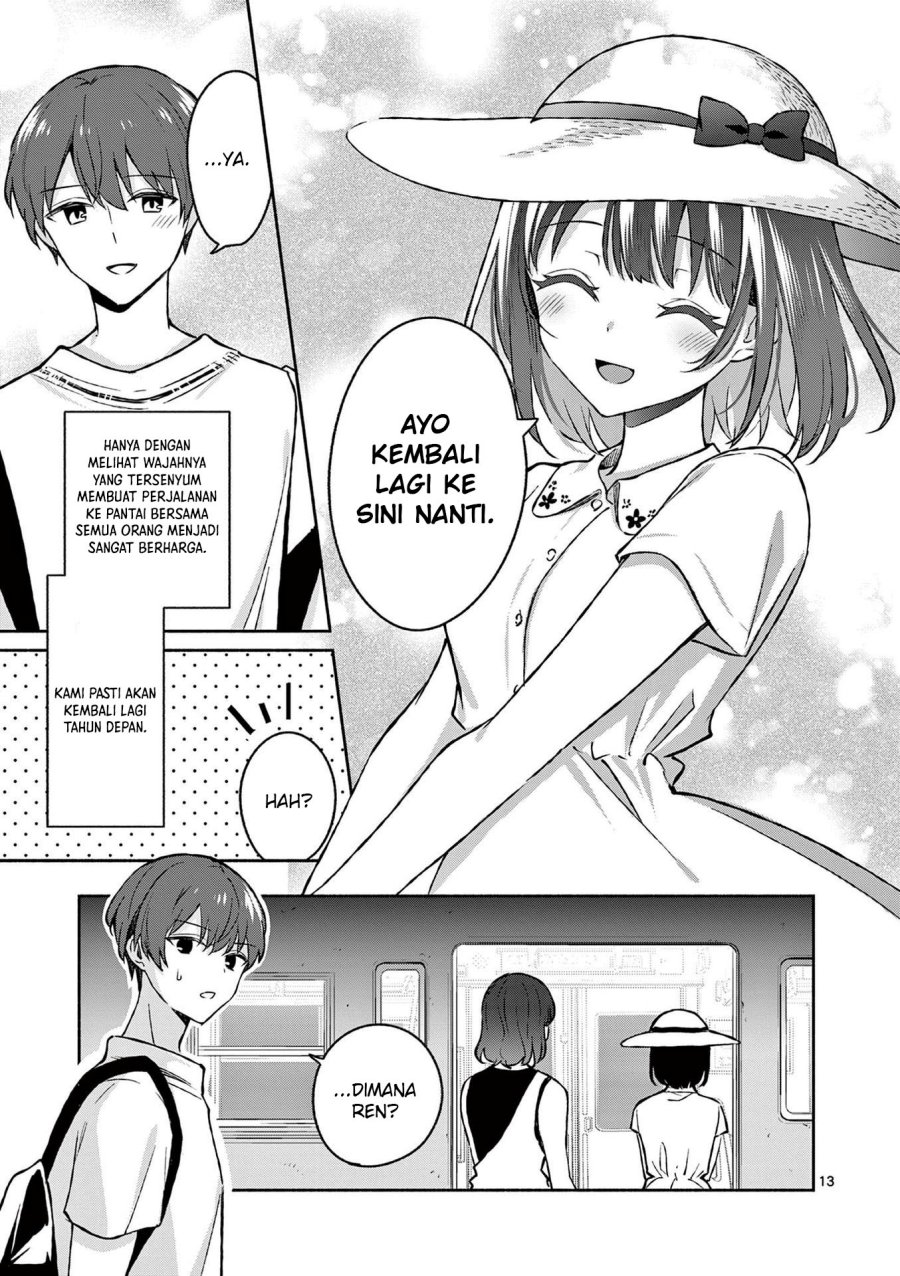 AYO
KEMBALI
LAGI KE
SINI NANTI.
...YA.
HANYA DENGAN
MELIHAT WAJAHNYA
YANG TERSENYUM
MEMBUAT PERJALANAN
KE PANTAI BERSAMA
SEMUA ORANG MENJADI
SANGAT BERHARGA.
KAMI PASTI AKAN
KEMBALI LAGI
TAHUN DEPAN.
HAH?
...DIMANA
REN?
13